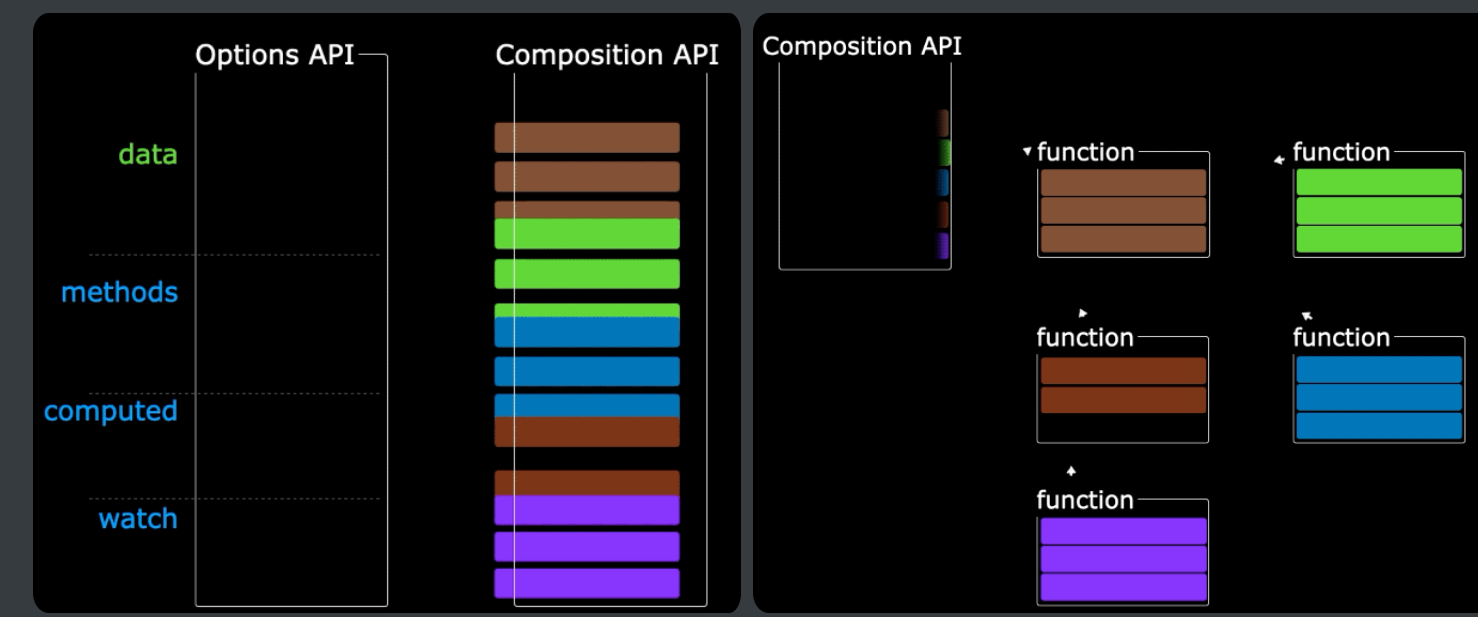 Options API
Composition API
data
methods
computed
watch
Composition API
function
function
function
function
function